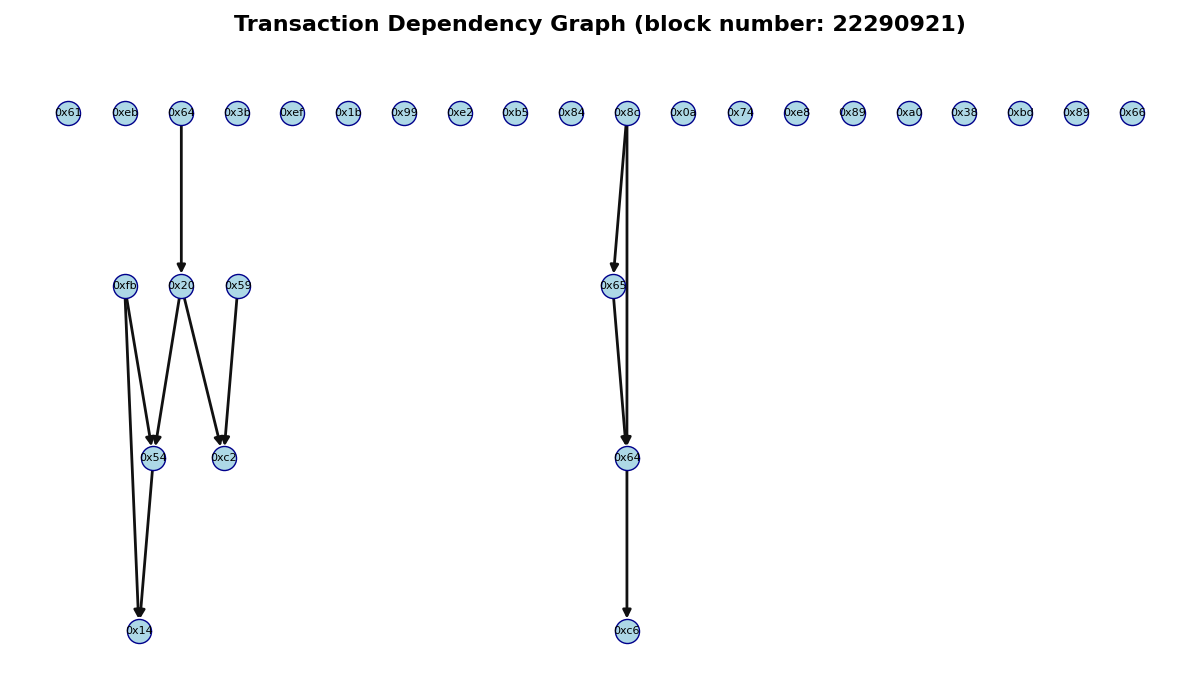 Transaction Dependency Graph (block number: 22290921)
0x61 0xeb 0x64 0x3b 0xef 0x1b 0x99 0xe2 0xb5 0x84 0x8c 0x0a 0x74 0xe8 0x89 0xa0 0x38 0xbd 0x89 0x66
0xfb 0x20 0x59 0x65
0x54 0xc2 0x64
0x14 0xc6